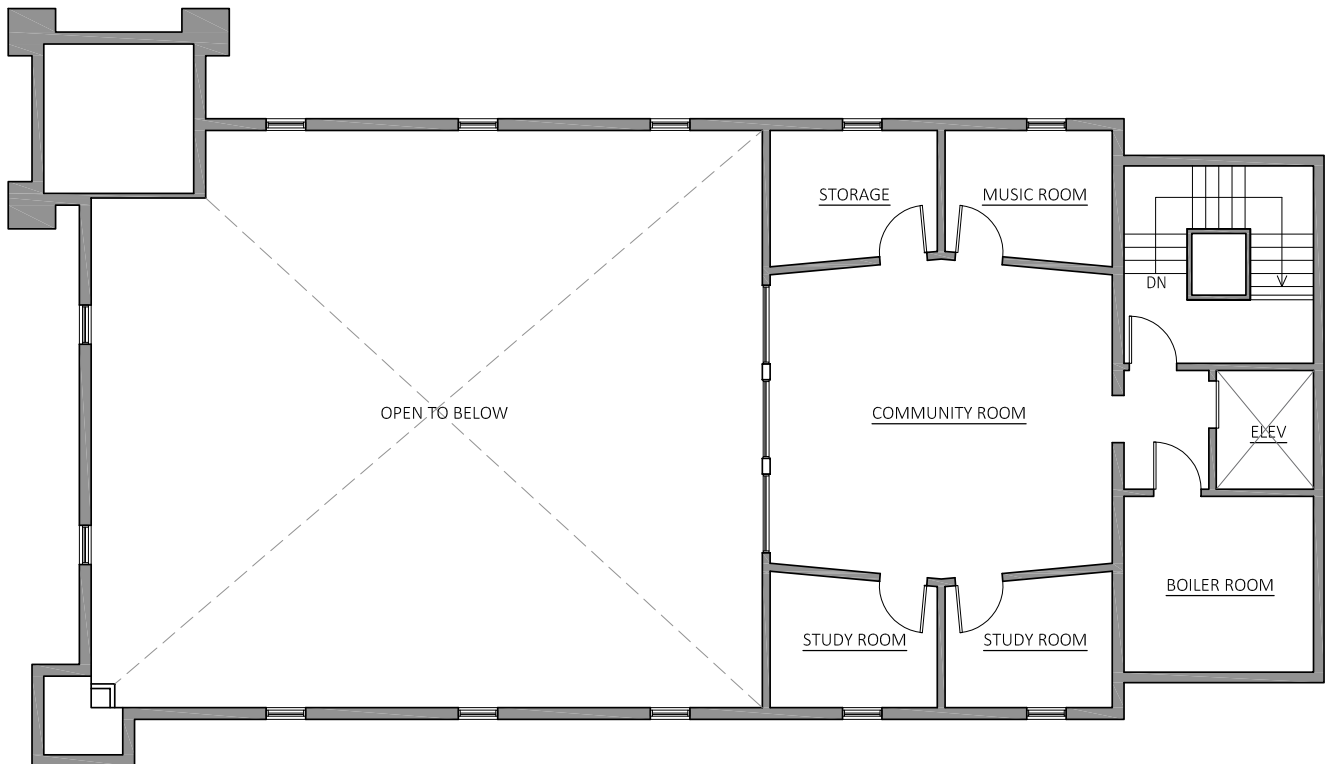 STORAGE
MUSIC ROOM
DN
OPEN TO BELOW
COMMUNITY ROOM
ELEV
BOILER ROOM
STUDY ROOM
STUDY ROOM